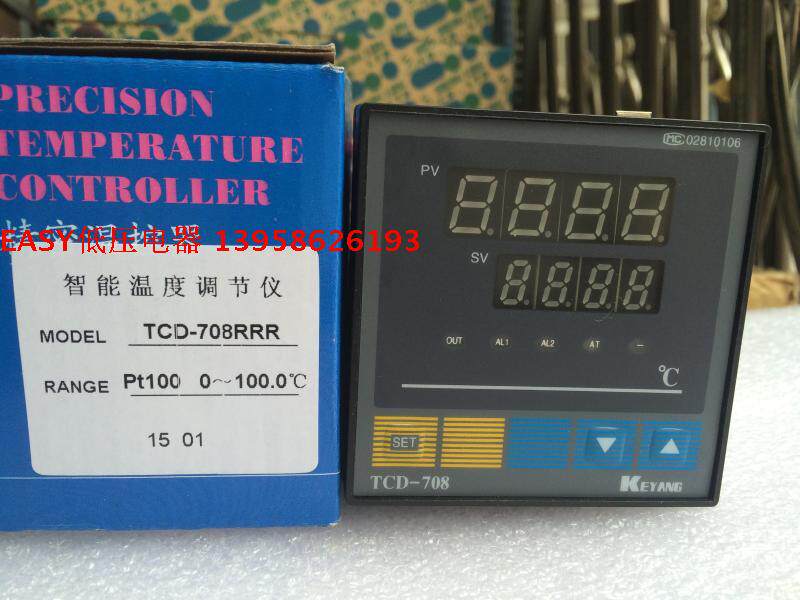 PRECISION
TEMPERATURE
CONTROLLER
EASY低压电器 13958626193
智能温度调节仪
MODEL TCD-708RRR
RANGE Pt100 0~100.0℃
15 01
MC 02810106
PV
SV
OUT AL1 AL2 AT –
℃
SET
TCD-708 KEYANG